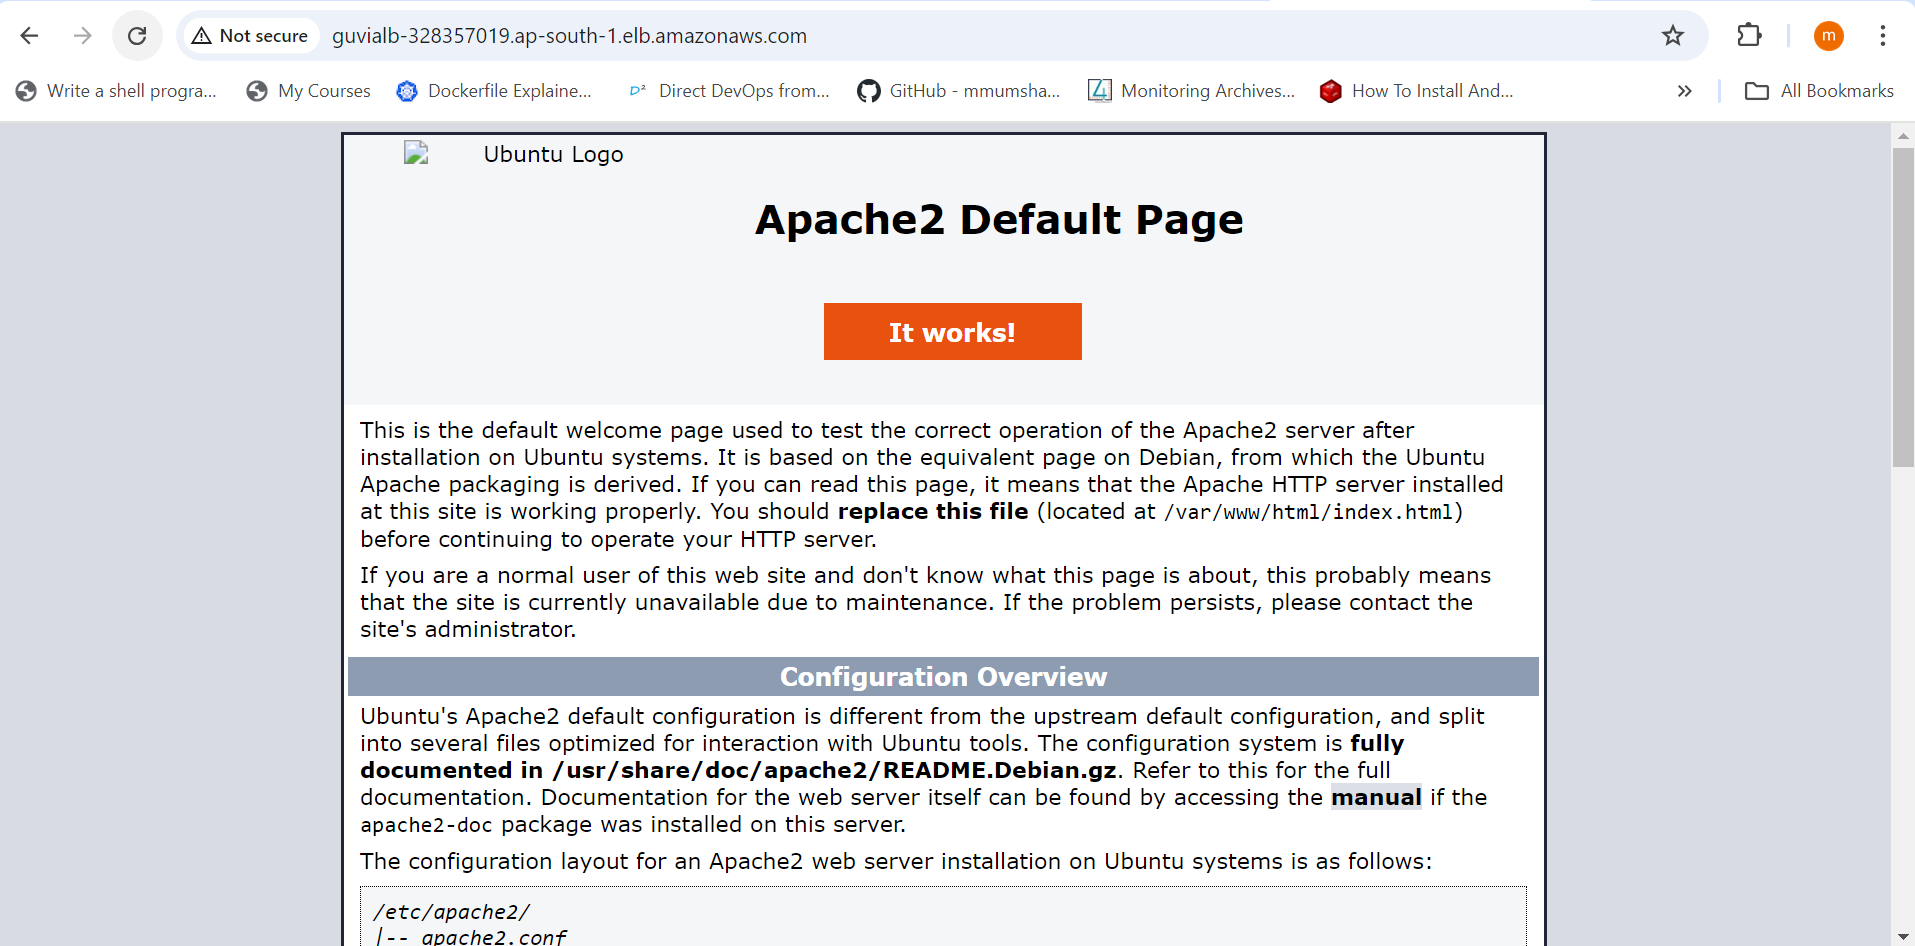 Not secure guvialb-328357019.ap-south-1.elb.amazonaws.com m
Write a shell progra... My Courses Dockerfile Explaine... Direct DevOps from... GitHub - mmumsha... Monitoring Archives... How To Install And... All Bookmarks
Ubuntu Logo
Apache2 Default Page
It works!
This is the default welcome page used to test the correct operation of the Apache2 server after
installation on Ubuntu systems. It is based on the equivalent page on Debian, from which the Ubuntu
Apache packaging is derived. If you can read this page, it means that the Apache HTTP server installed
at this site is working properly. You should replace this file (located at /var/www/html/index.html)
before continuing to operate your HTTP server.
If you are a normal user of this web site and don't know what this page is about, this probably means
that the site is currently unavailable due to maintenance. If the problem persists, please contact the
site's administrator.
Configuration Overview
Ubuntu's Apache2 default configuration is different from the upstream default configuration, and split
into several files optimized for interaction with Ubuntu tools. The configuration system is fully
documented in /usr/share/doc/apache2/README.Debian.gz. Refer to this for the full
documentation. Documentation for the web server itself can be found by accessing the manual if the
apache2-doc package was installed on this server.
The configuration layout for an Apache2 web server installation on Ubuntu systems is as follows:
/etc/apache2/
|-- apache2.conf